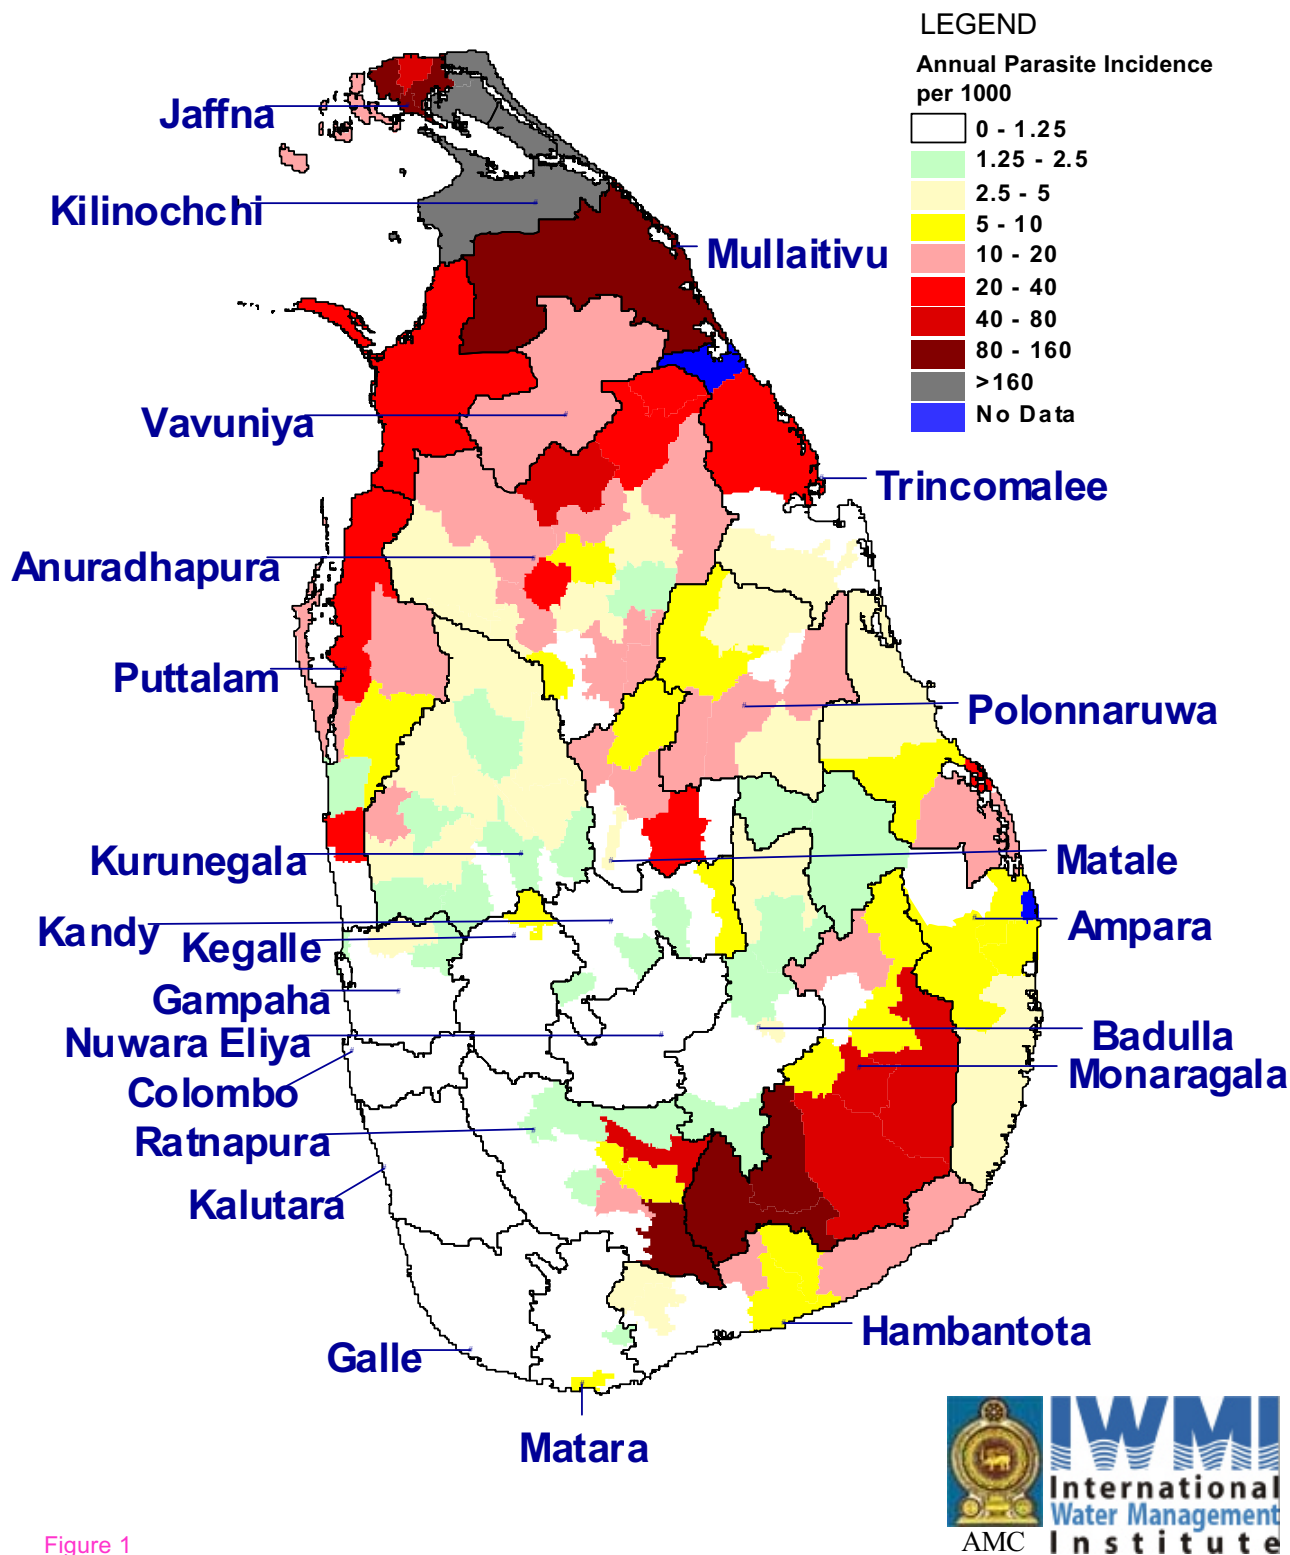 LEGEND
Annual Parasite Incidence
per 1000
0 - 1.25
1.25 - 2.5
2.5 - 5
5 - 10
10 - 20
20 - 40
40 - 80
80 - 160
>160
No Data
Jaffna
Kilinochchi
Mullaitivu
Vavuniya
Trincomalee
Anuradhapura
Puttalam
Polonnaruwa
Kurunegala
Matale
Kandy
Kegalle
Ampara
Gampaha
Nuwara Eliya
Badulla
Colombo
Monaragala
Ratnapura
Kalutara
Hambantota
Galle
Matara
IWMI
International
Water Management
Institute
AMC
Figure 1